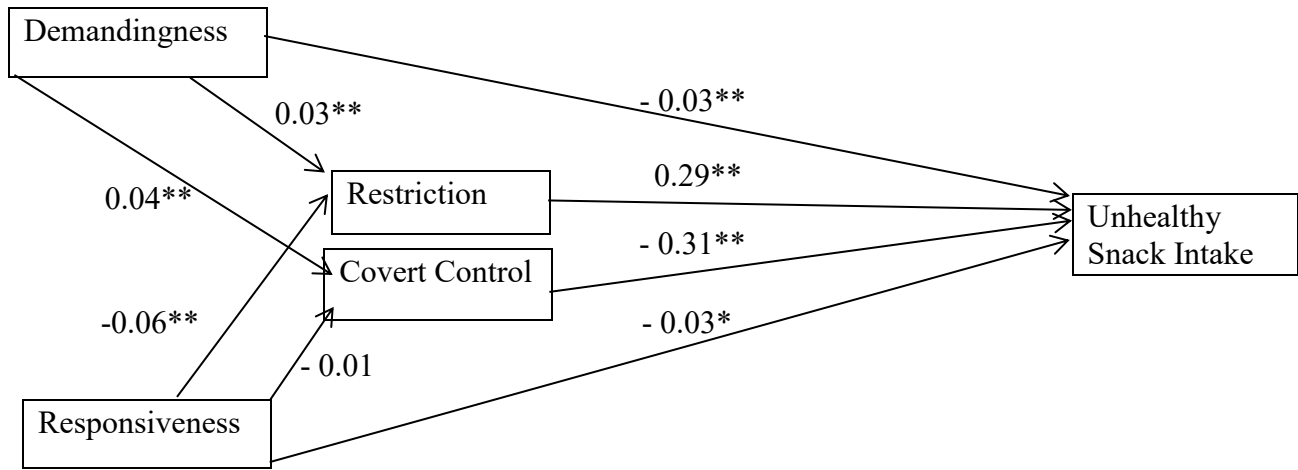 Demandingness
- 0.03**
0.03**
0.29**
Restriction
0.04**
Unhealthy
Snack Intake
- 0.31**
Covert Control
-0.06**
- 0.03*
- 0.01
Responsiveness